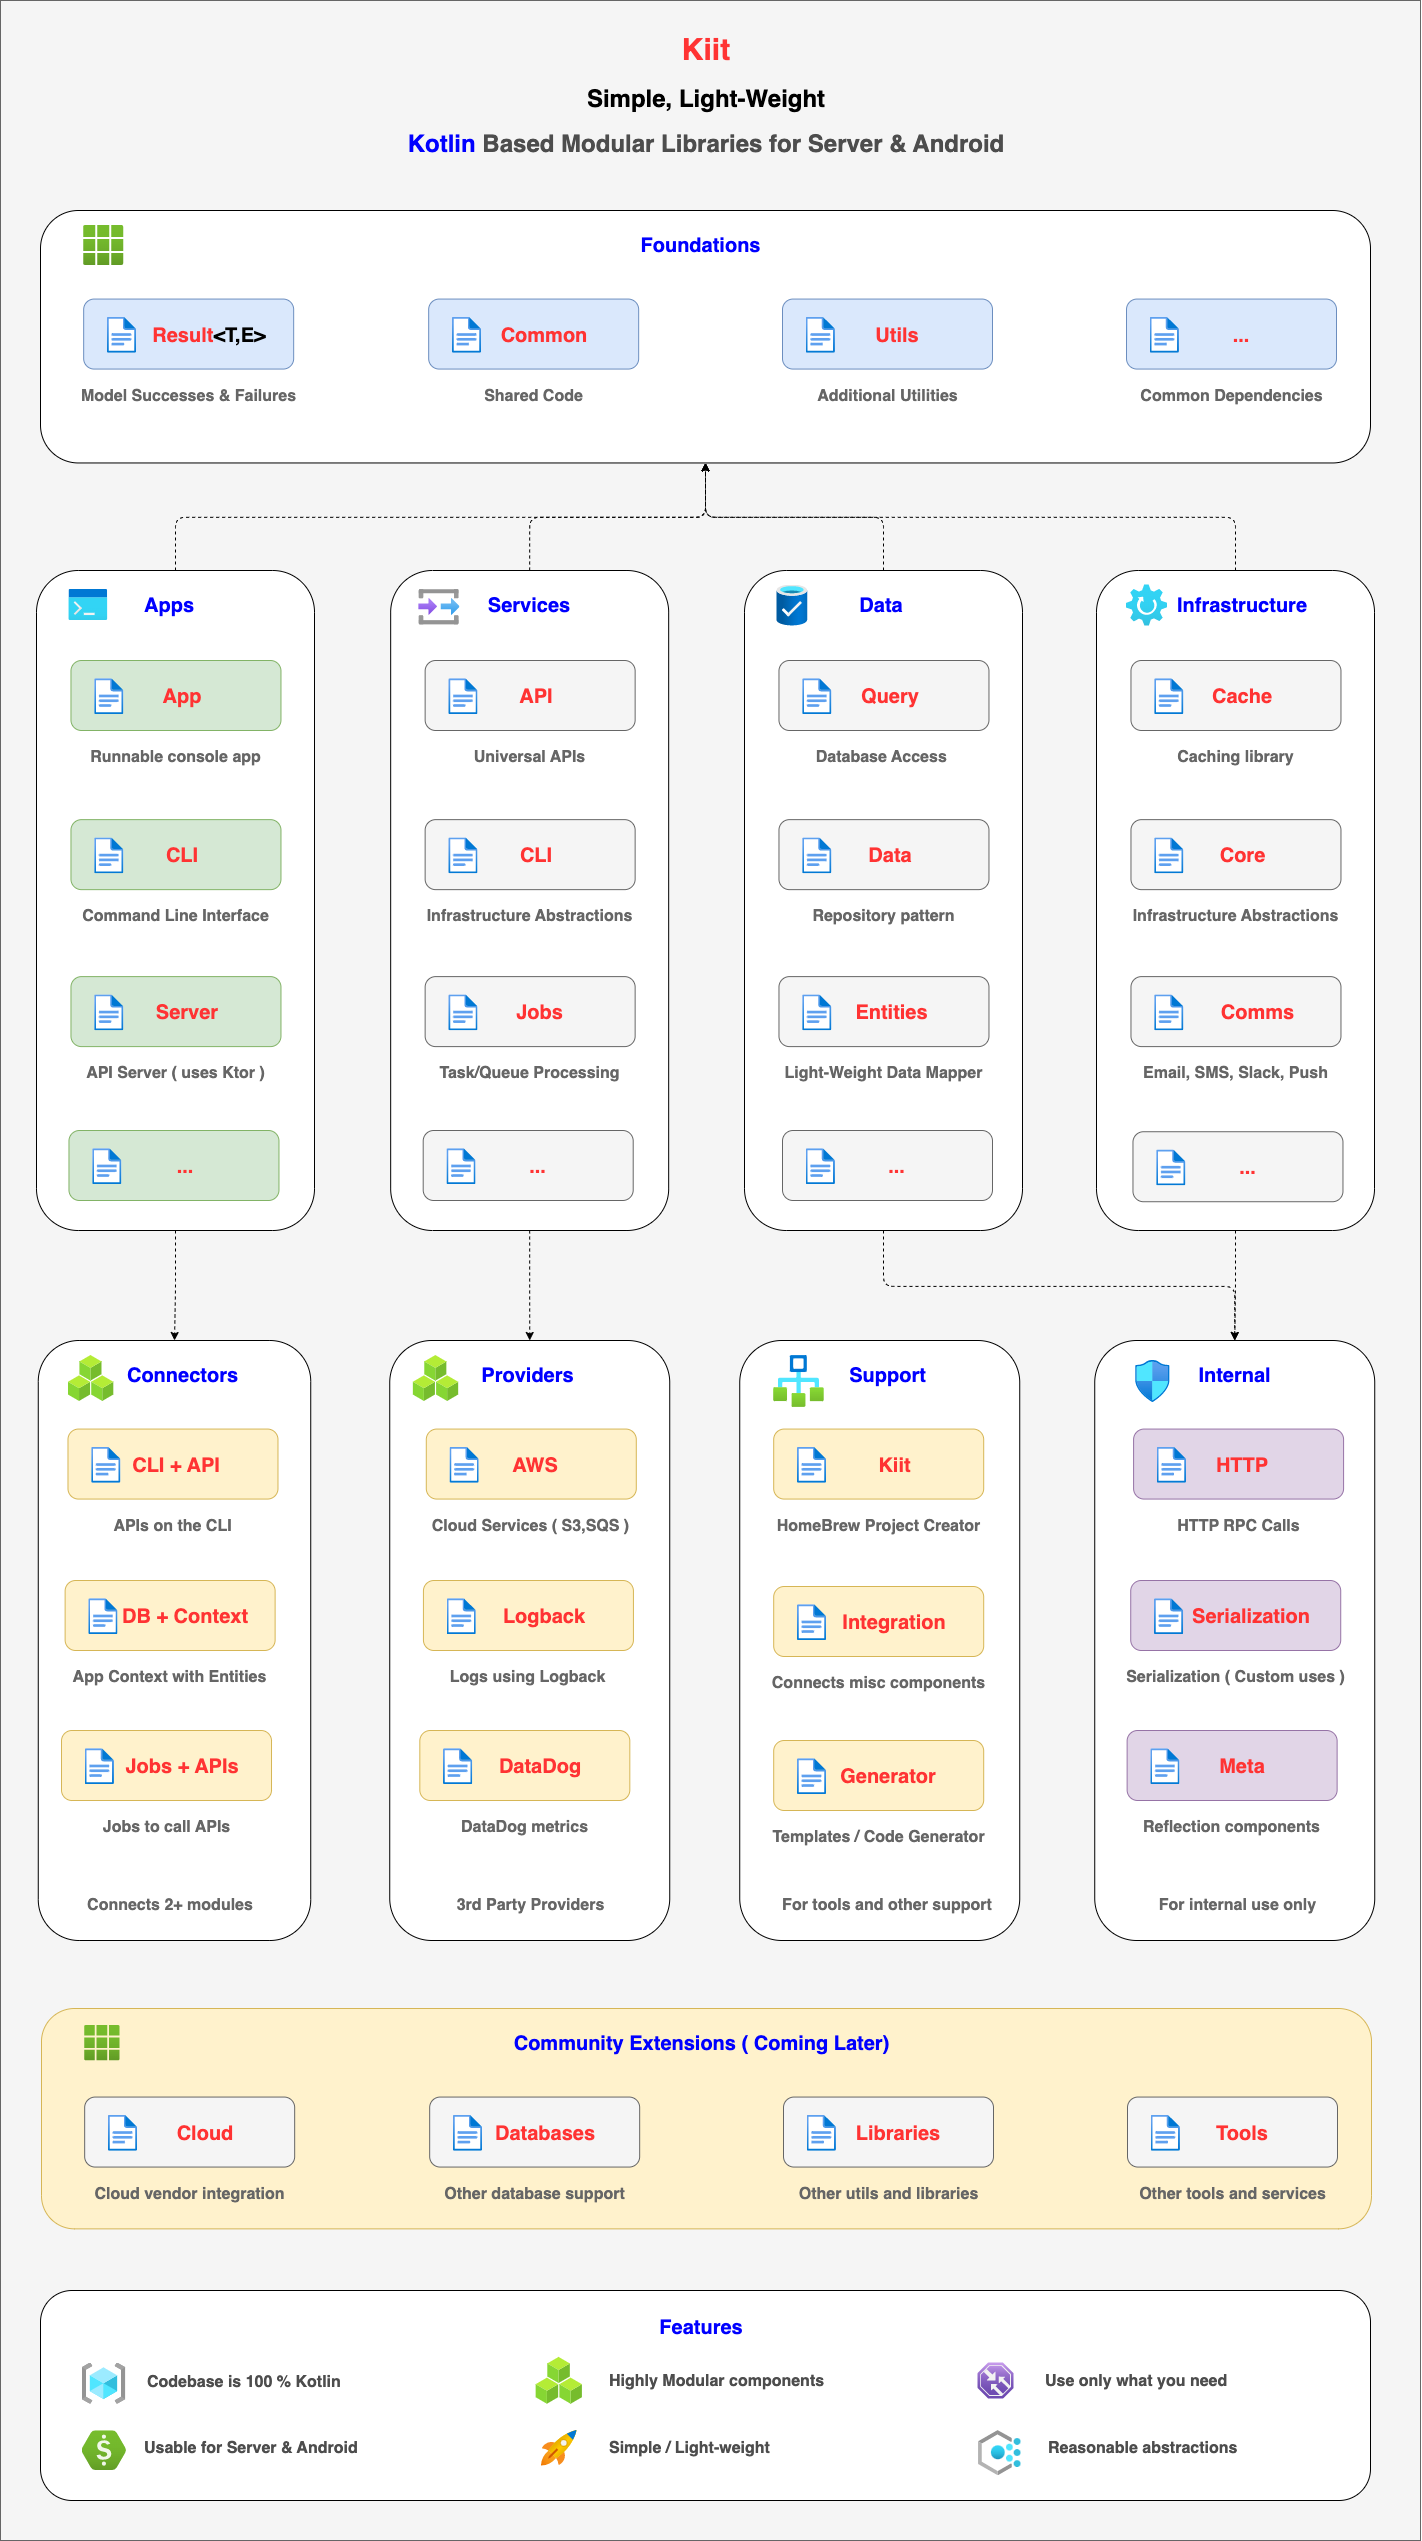 Kiit
Simple, Light-Weight
Kotlin Based Modular Libraries for Server & Android
Foundations
Result<T,E>
Model Successes & Failures
Common
Shared Code
Utils
Additional Utilities
...
Common Dependencies
Apps
App
Runnable console app
CLI
Command Line Interface
Server
API Server ( uses Ktor )
...
Services
API
Universal APIs
CLI
Infrastructure Abstractions
Jobs
Task/Queue Processing
...
Data
Query
Database Access
Data
Repository pattern
Entities
Light-Weight Data Mapper
...
Infrastructure
Cache
Caching library
Core
Infrastructure Abstractions
Comms
Email, SMS, Slack, Push
...
Connectors
CLI + API
APIs on the CLI
DB + Context
App Context with Entities
Jobs + APIs
Jobs to call APIs
Connects 2+ modules
Providers
AWS
Cloud Services ( S3,SQS )
Logback
Logs using Logback
DataDog
DataDog metrics
3rd Party Providers
Support
Kiit
HomeBrew Project Creator
Integration
Connects misc components
Generator
Templates / Code Generator
For tools and other support
Internal
HTTP
HTTP RPC Calls
Serialization
Serialization ( Custom uses )
Meta
Reflection components
For internal use only
Community Extensions ( Coming Later)
Cloud
Cloud vendor integration
Databases
Other database support
Libraries
Other utils and libraries
Tools
Other tools and services
Features
Codebase is 100 % Kotlin
Highly Modular components
Use only what you need
Usable for Server & Android
Simple / Light-weight
Reasonable abstractions